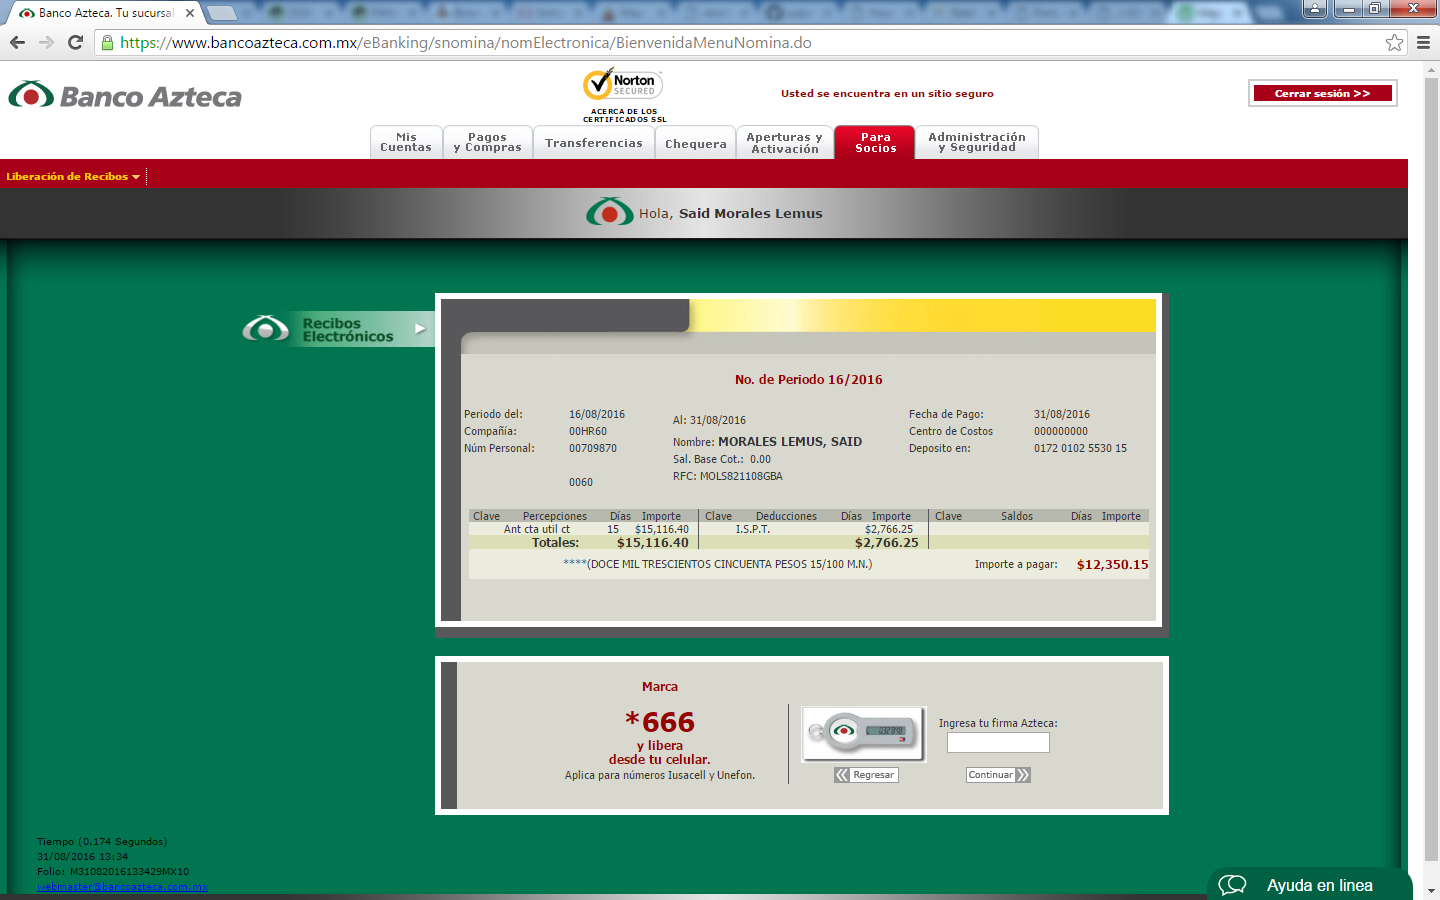 Banco Azteca. Tu sucursal
https://www.bancoazteca.com.mx/eBanking/snomina/nomElectronica/BienvenidaMenuNomina.do
Banco Azteca
Norton
SECURED
ACERCA DE LOS
CERTIFICADOS SSL
Usted se encuentra en un sitio seguro
Cerrar sesión >>
Mis
Cuentas
Pagos
y Compras
Transferencias
Chequera
Aperturas y
Activación
Para
Socios
Administración
y Seguridad
Liberación de Recibos
Hola, Said Morales Lemus
Recibos
Electrónicos
No. de Periodo 16/2016
Periodo del: 16/08/2016 Al: 31/08/2016 Fecha de Pago: 31/08/2016
Compañía: 00HR60 Nombre: MORALES LEMUS, SAID Centro de Costos 000000000
Núm Personal: 00709870 Sal. Base Cot.: 0.00 Deposito en: 0172 0102 5530 15
0060 RFC: MOLS821108GBA
Clave Percepciones Días Importe Clave Deducciones Días Importe Clave Saldos Días Importe
Ant cta util ct 15 $15,116.40 I.S.P.T. $2,766.25
Totales: $15,116.40 $2,766.25
****(DOCE MIL TRESCIENTOS CINCUENTA PESOS 15/100 M.N.) Importe a pagar: $12,350.15
Marca
*666
y libera
desde tu celular.
Aplica para números Iusacell y Unefon.
Ingresa tu firma Azteca:
Regresar
Continuar
Tiempo (0.174 Segundos)
31/08/2016 13:34
Folio: M31082016133429MX10
webmaster@bancoazteca.com.mx
Ayuda en linea